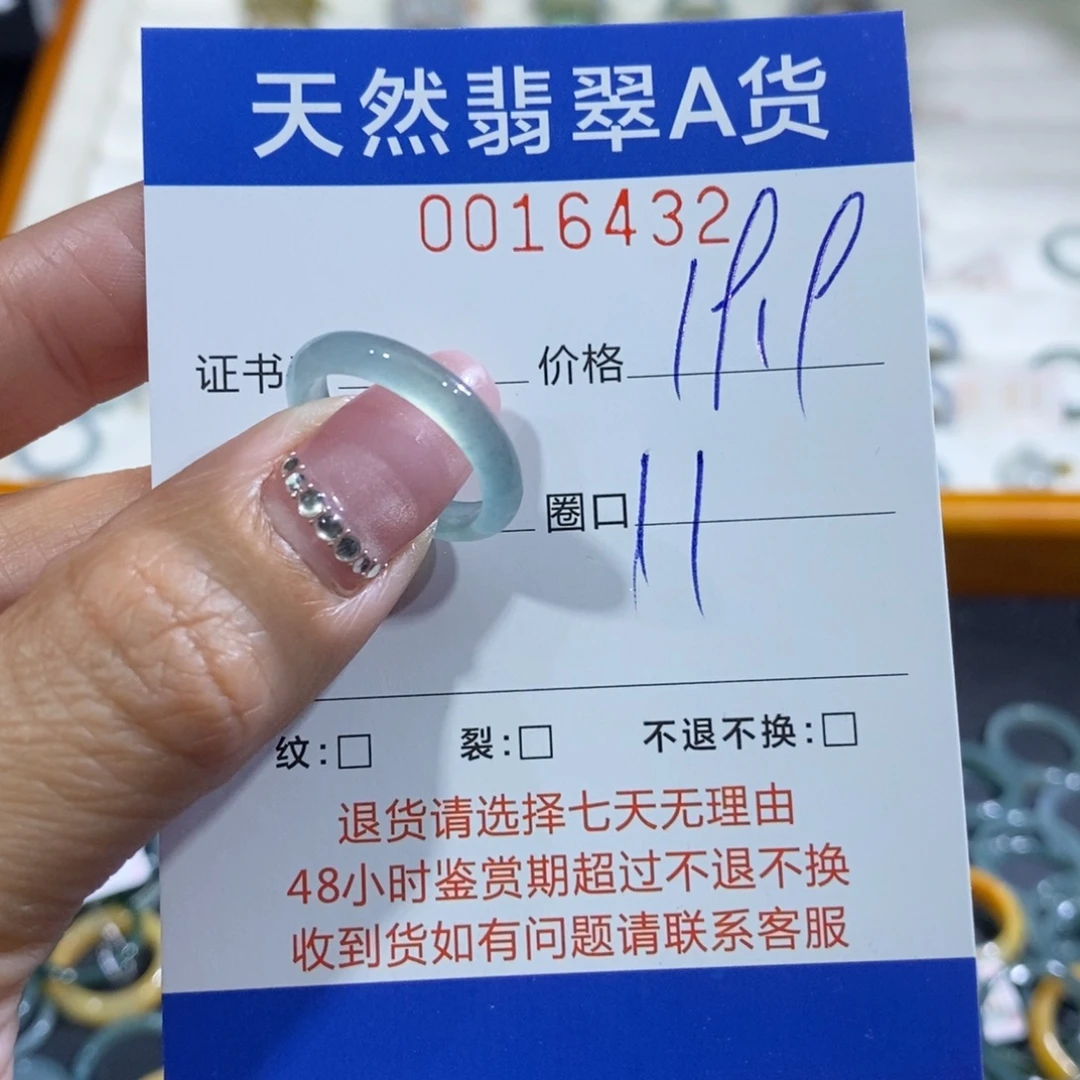 天然翡翠A货
0016432
证书 价格
圈口 11
纹:□ 裂:□ 不退不换:□
退货请选择七天无理由
48小时鉴赏期超过不退不换
收到货如有问题请联系客服